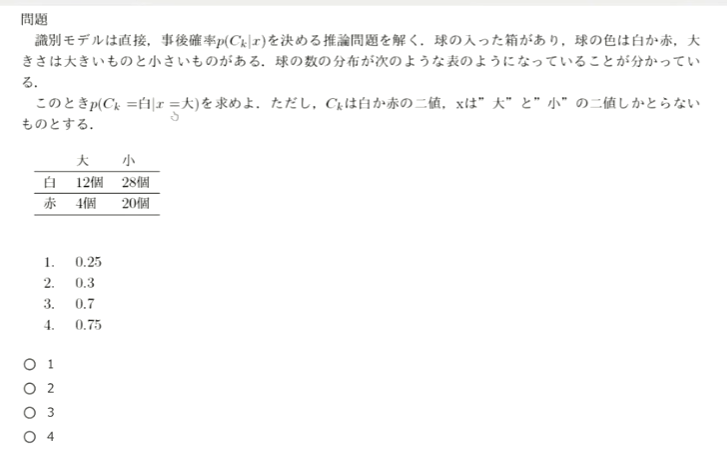 問題
識別モデルは直接，事後確率p(Ck|x)を決める推論問題を解く．球の入った箱があり，球の色は白か赤，大
きさは大きいものと小さいものがある．球の数の分布が次のような表のようになっていることが分かってい
る．
このときp(Ck =白|x =大)を求めよ．ただし，Ckは白か赤の二値，xは”大”と”小”の二値しかとらない
ものとする．
大 小
白 12個 28個
赤 4個 20個
1. 0.25
2. 0.3
3. 0.7
4. 0.75
1
2
3
4